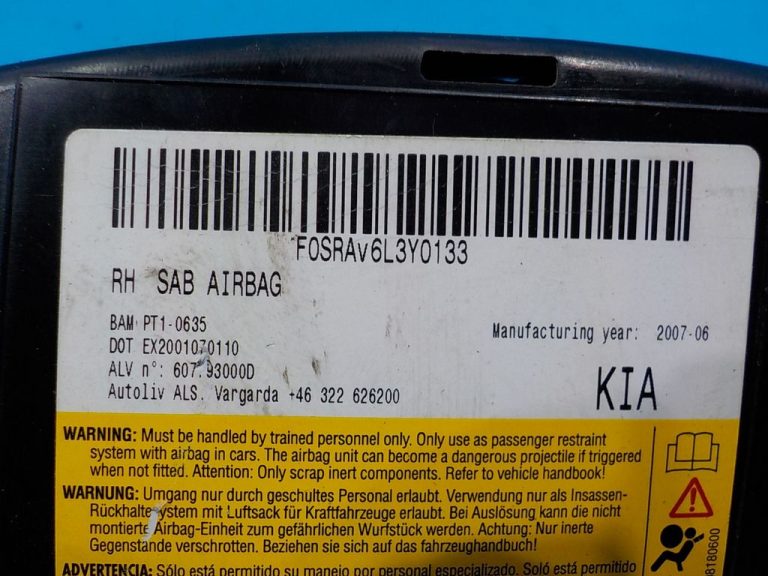 F0SRAv6L3Y0133
RH SAB AIRBAG
BAM PT1-0635
DOT EX2001070110
ALV n°: 607.93000D
Autoliv ALS. Vargarda +46 322 626200
Manufacturing year: 2007-06
KIA
WARNING: Must be handled by trained personnel only. Only use as passenger restraint
system with airbag in cars. The airbag unit can become a dangerous projectile if triggered
when not fitted. Attention: Only scrap inert components. Refer to vehicle handbook!
WARNUNG: Umgang nur durch geschultes Personal erlaubt. Verwendung nur als Insassen-
Rückhaltesystem mit Luftsack für Kraftfahrzeuge erlaubt. Bei Auslösung kann die nicht
montierte Airbag-Einheit zum gefährlichen Wurfstück werden. Achtung: Nur inerte
Gegenstande verschrotten. Beziehen sie sich auf das fahrzeughandbuch!
ADVERTENCIA: Sólo está permitido su manejo por personal especializado. Solo está permitido